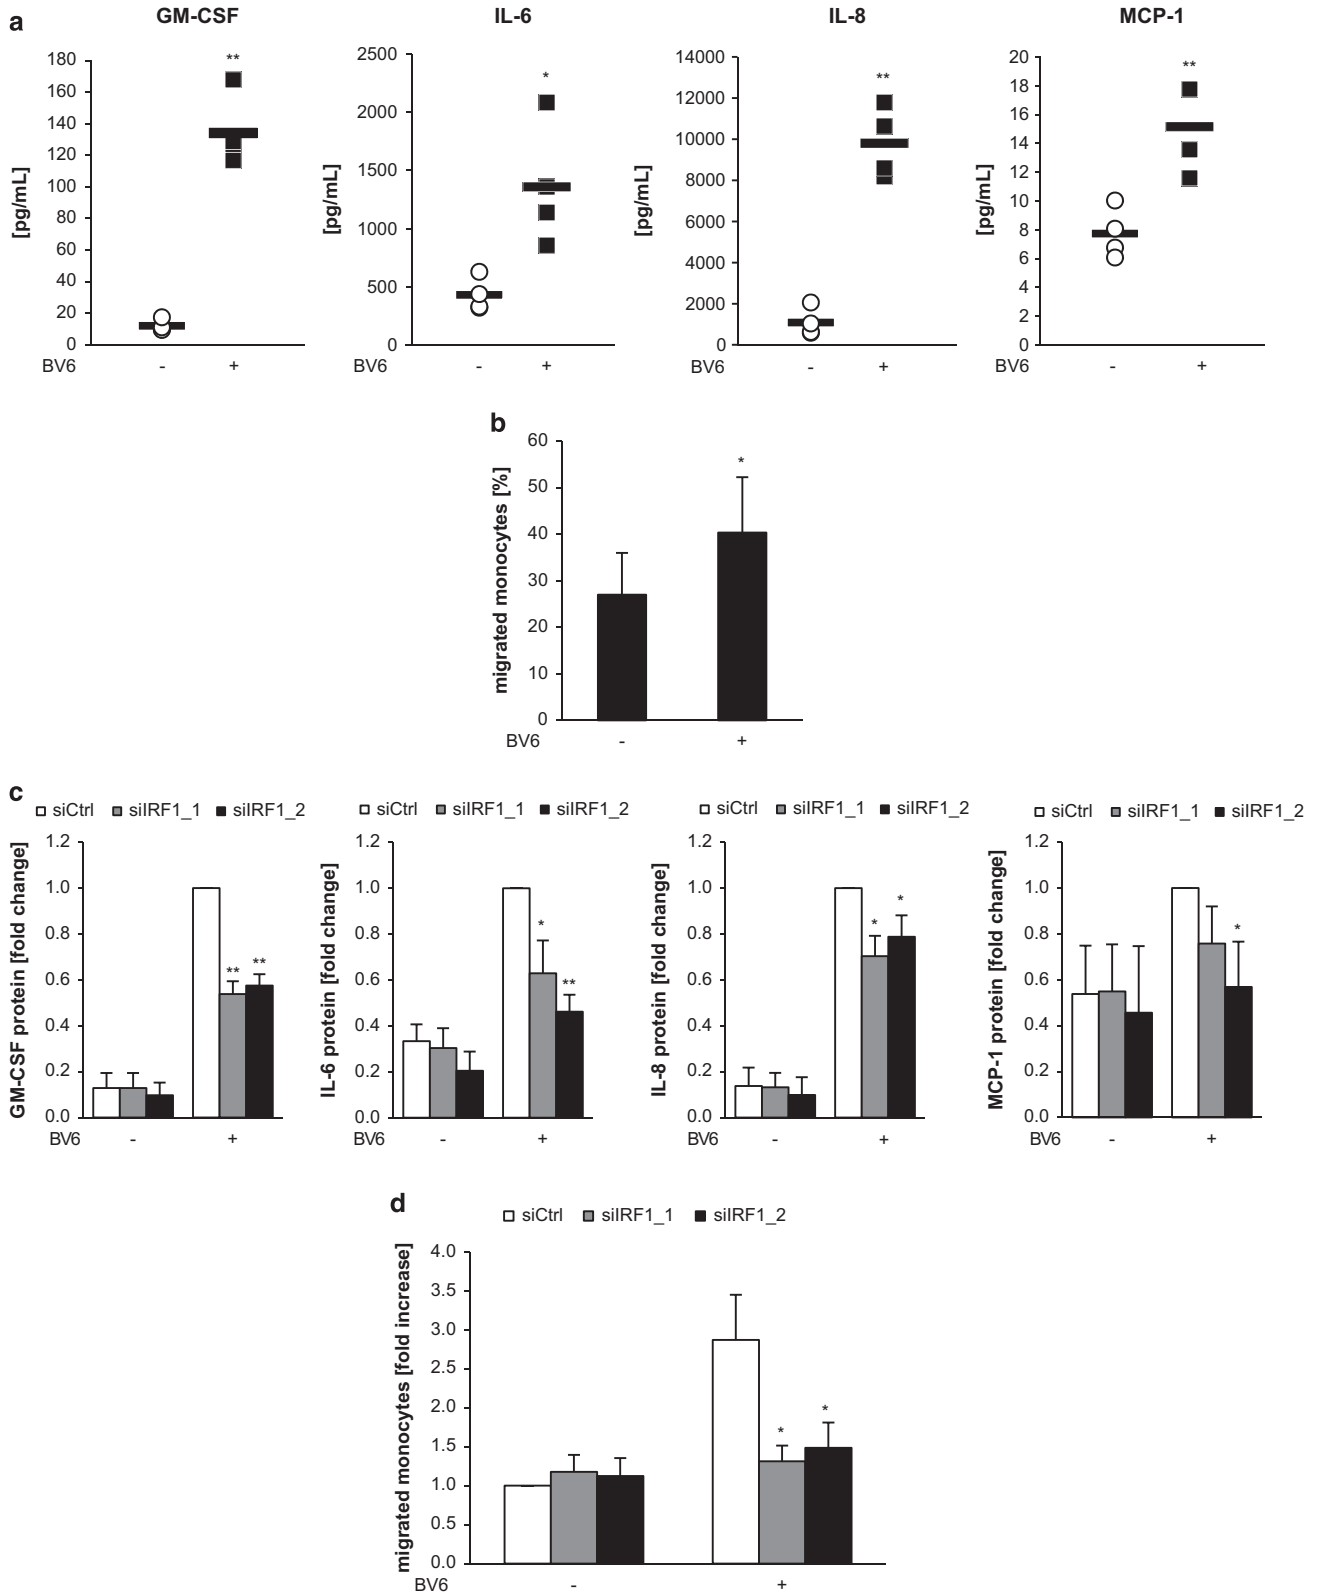 a
GM-CSF
IL-6
IL-8
MCP-1
[pg/mL]
180
160
140
120
100
80
60
40
20
0
**
BV6 - +
[pg/mL]
2500
2000
1500
1000
500
0
*
BV6 - +
[pg/mL]
14000
12000
10000
8000
6000
4000
2000
0
**
BV6 - +
[pg/mL]
20
18
16
14
12
10
8
6
4
2
0
**
BV6 - +
b
migrated monocytes [%]
60
50
40
30
20
10
0
*
BV6 - +
c
siCtrl siIRF1_1 siIRF1_2
GM-CSF protein [fold change]
1.2
1.0
0.8
0.6
0.4
0.2
0.0
** **
BV6 - +
siCtrl siIRF1_1 siIRF1_2
IL-6 protein [fold change]
1.2
1.0
0.8
0.6
0.4
0.2
0.0
* **
BV6 - +
siCtrl siIRF1_1 siIRF1_2
IL-8 protein [fold change]
1.2
1.0
0.8
0.6
0.4
0.2
0.0
* *
BV6 - +
siCtrl siIRF1_1 siIRF1_2
MCP-1 protein [fold change]
1.2
1.0
0.8
0.6
0.4
0.2
0.0
*
BV6 - +
d
siCtrl siIRF1_1 siIRF1_2
migrated monocytes [fold increase]
4.0
3.5
3.0
2.5
2.0
1.5
1.0
0.5
0.0
* *
BV6 - +